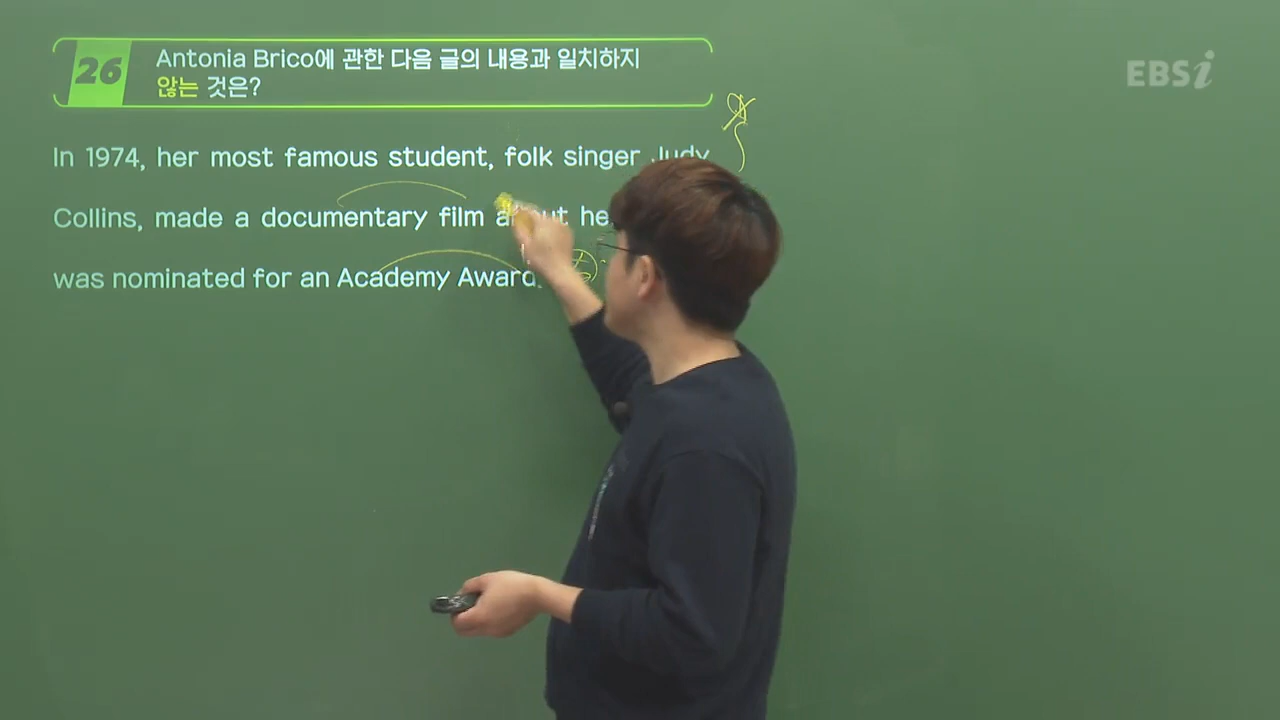 26
Antonia Brico에 관한 다음 글의 내용과 일치하지
않는 것은?
EBSi
In 1974, her most famous student, folk singer Judy
Collins, made a documentary film about
was nominated for an Academy Award.